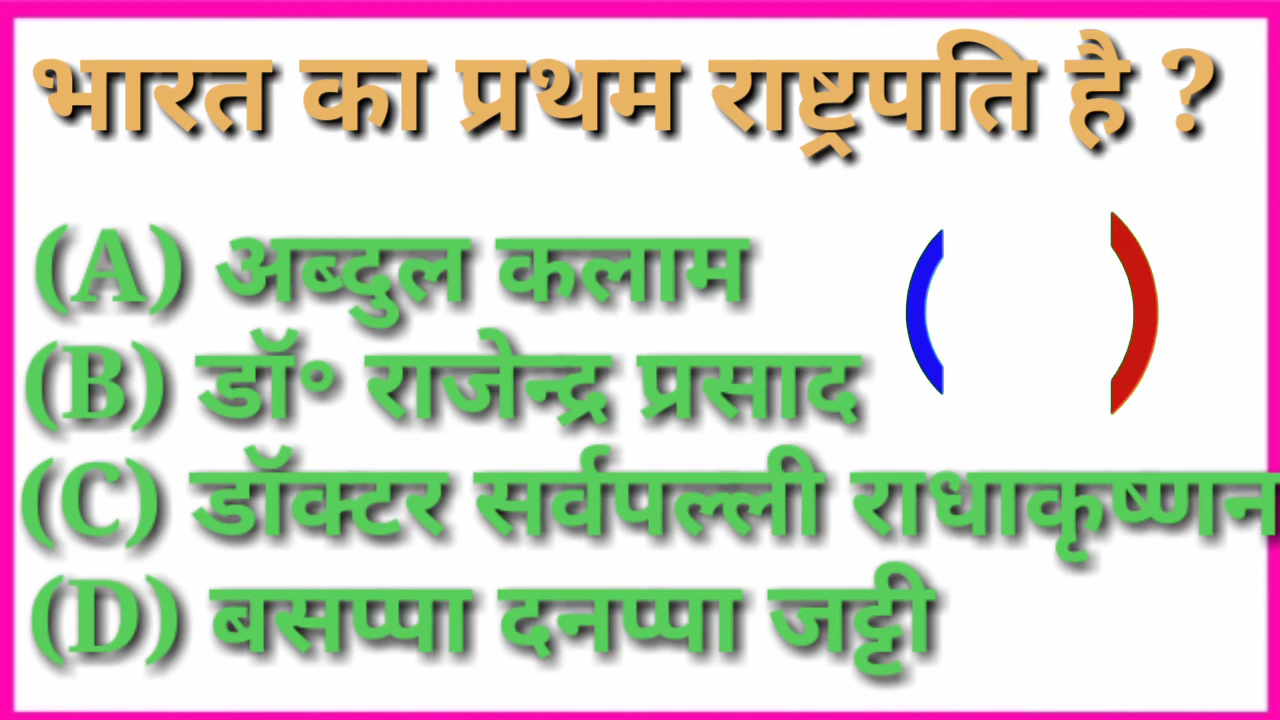 भारत का प्रथम राष्ट्रपति है ?
(A) अब्दुल कलाम
(B) डॉ॰ राजेन्द्र प्रसाद
(C) डॉक्टर सर्वपल्ली राधाकृष्णन
(D) बसप्पा दनप्पा जट्टी
( )